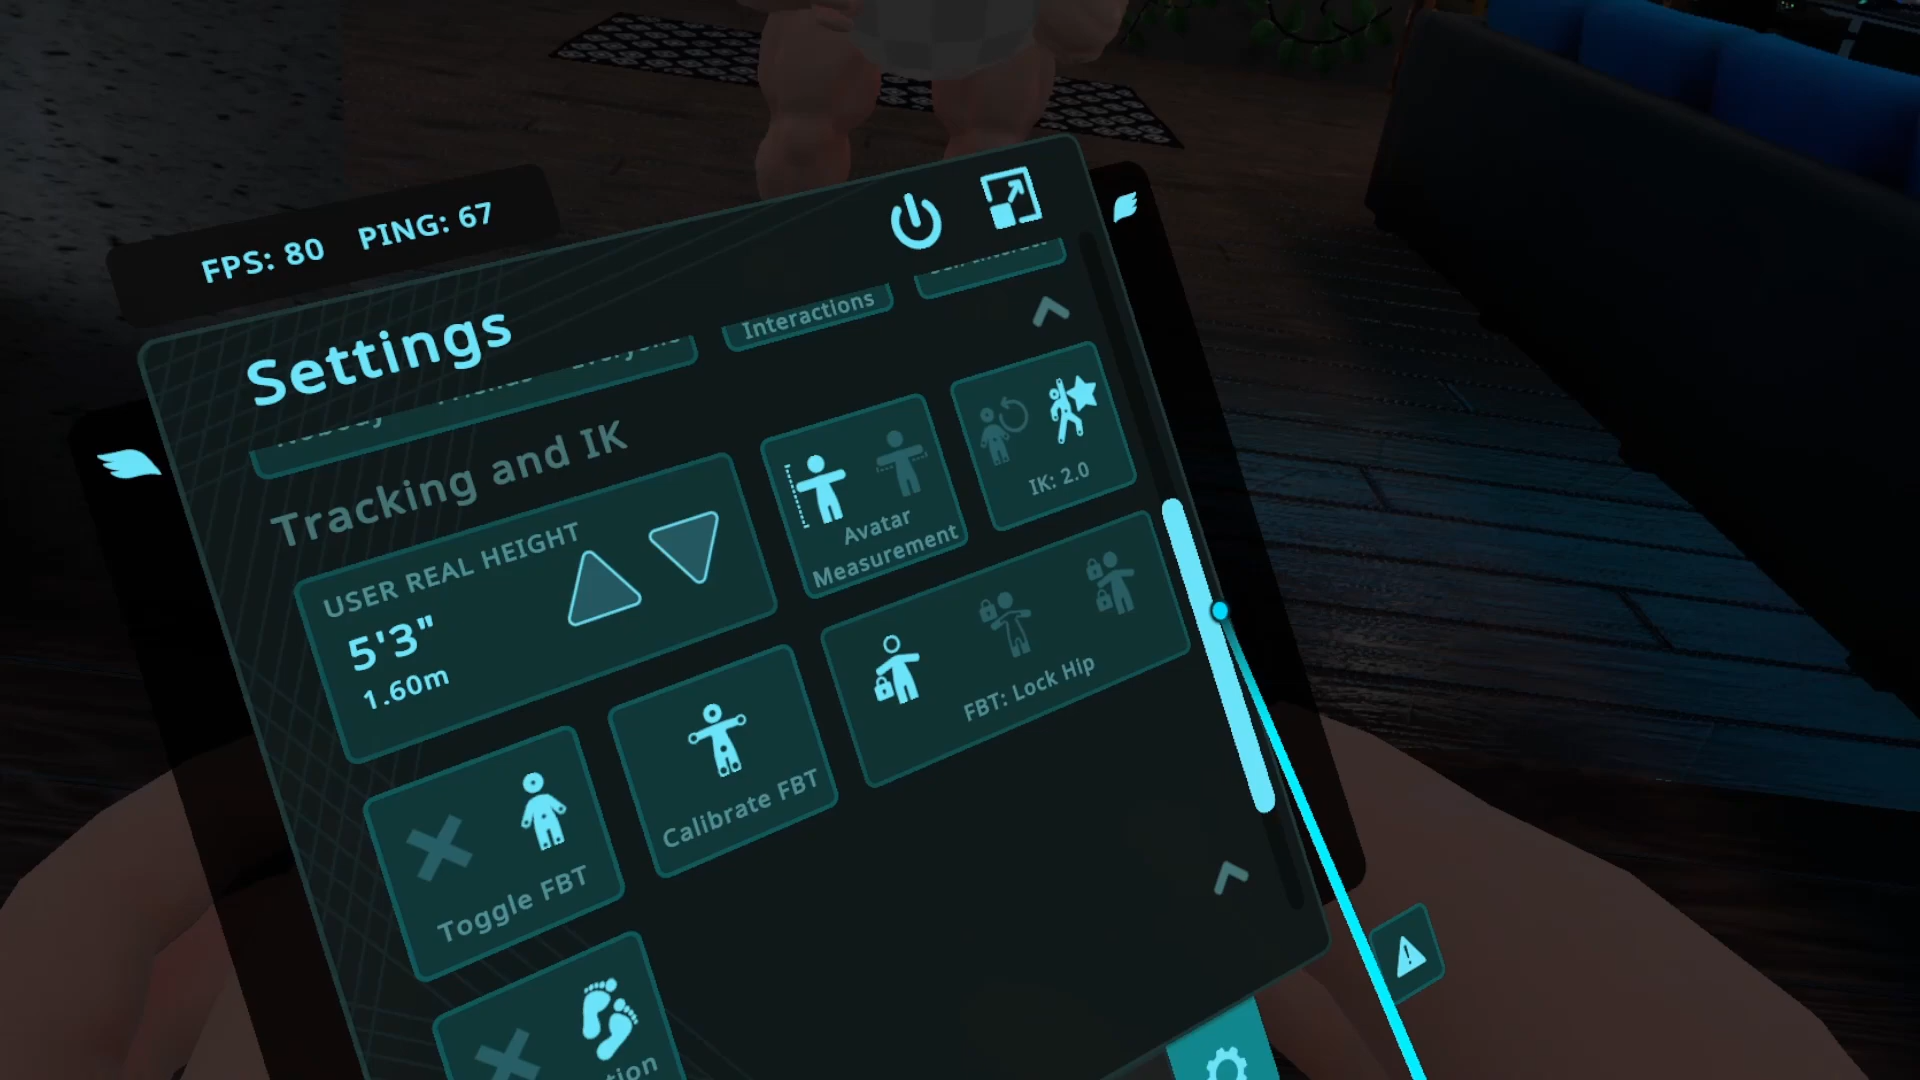 FPS: 80 PING: 67
Settings
Interactions
Tracking and IK
USER REAL HEIGHT
5'3"
1.60m
Avatar
Measurement
IK: 2.0
FBT: Lock Hip
Calibrate FBT
Toggle FBT